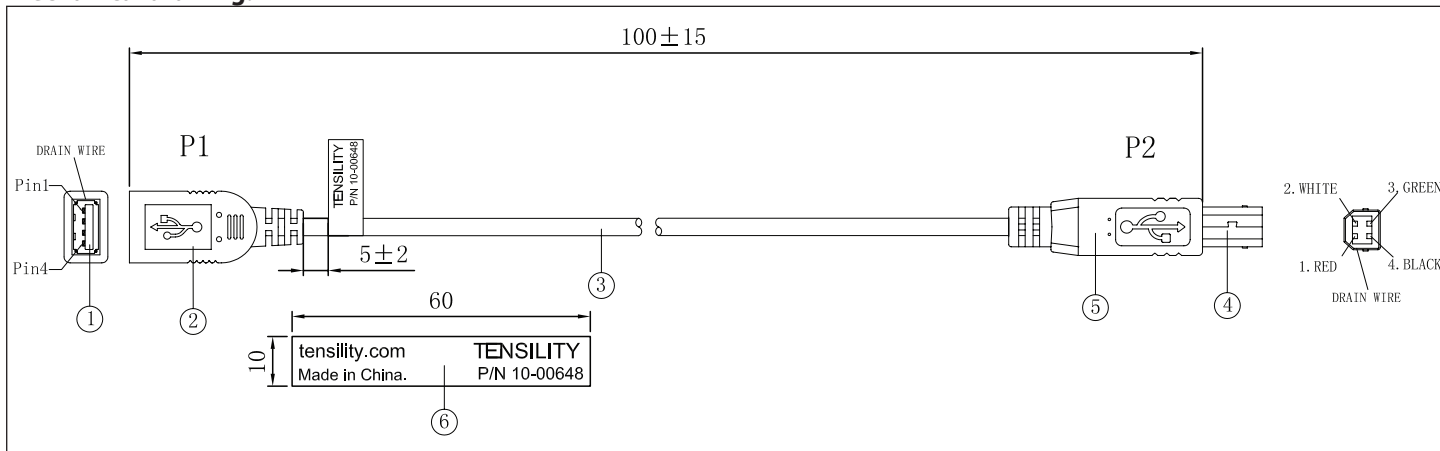 100±15
P1
P2
DRAIN WIRE
Pin1
Pin4
TENSILITY
P/N 10-00648
5±2
2.WHITE
3.GREEN
1.RED
4.BLACK
DRAIN WIRE
1
2
3
5
4
60
10
tensility.com
TENSILITY
Made in China.
P/N 10-00648
6